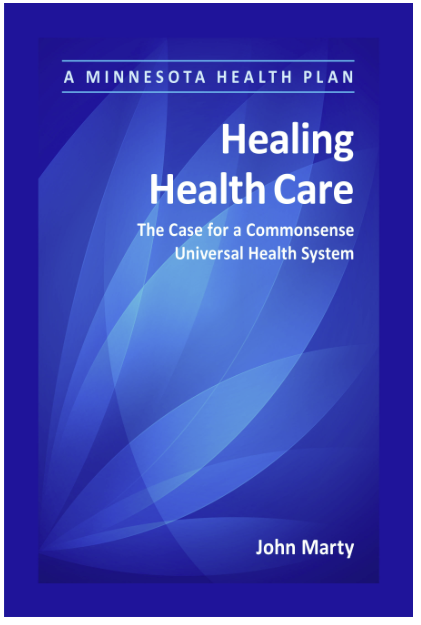 A MINNESOTA HEALTH PLAN
Healing
Health Care
The Case for a Commonsense
Universal Health System
John Marty